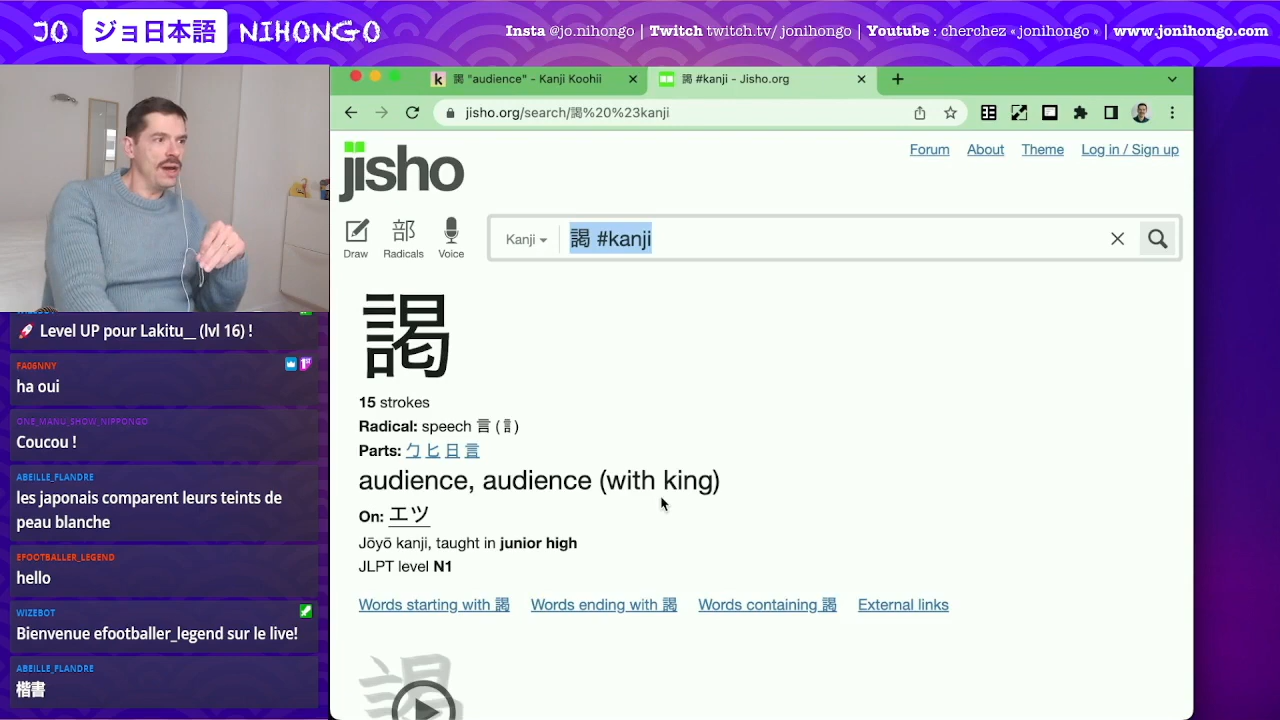 JO ジョ日本語 NIHONGO
Insta @jo.nihongo | Twitch twitch.tv/ jonihongo | Youtube : cherchez « jonihongo » | www.jonihongo.com
謁 "audience" - Kanji Koohii
謁 #kanji - Jisho.org
jisho.org/search/謁%20%23kanji
Forum About Theme Log in / Sign up
jisho
Draw
部 Radicals
Voice
Kanji
謁 #kanji
謁
15 strokes
Radical: speech 言 (訁)
Parts: 勹 匕 日 言
audience, audience (with king)
On: エツ
Jōyō kanji, taught in junior high
JLPT level N1
Words starting with 謁 Words ending with 謁 Words containing 謁 External links
謁
🚀 Level UP pour Lakitu__ (lvl 16) !
FA06NNY
ha oui
ONE_MANU_SHOW_NIPPONGO
Coucou !
ABEILLE_FLANDRE
les japonais comparent leurs teints de
peau blanche
EFOOTBALLER_LEGEND
hello
WIZEBOT
Bienvenue efootballer_legend sur le live!
ABEILLE_FLANDRE
楷書